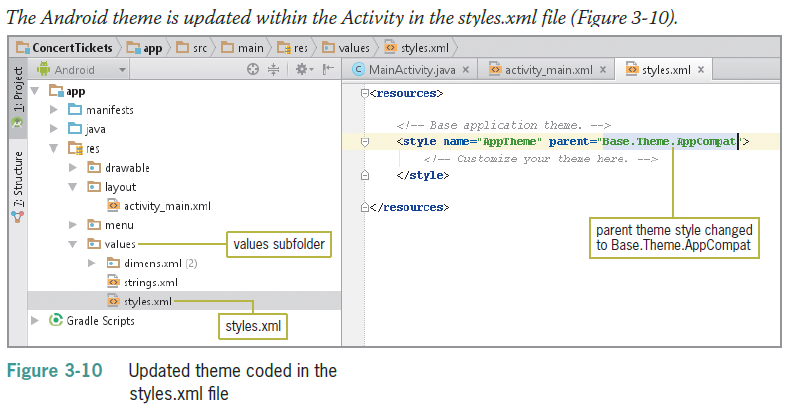 The Android theme is updated within the Activity in the styles.xml file (Figure 3-10).
ConcertTickets app src main res values styles.xml
Android
MainActivity.java × activity_main.xml × styles.xml ×
1: Project
7: Structure
app
manifests
java
res
drawable
layout
activity_main.xml
menu
values
dimens.xml (2)
strings.xml
styles.xml
Gradle Scripts
values subfolder
styles.xml
<resources>
<!-- Base application theme. -->
<style name="AppTheme" parent="Base.Theme.AppCompat">
<!-- Customize your theme here. -->
</style>
</resources>
parent theme style changed
to Base.Theme.AppCompat
Figure 3-10 Updated theme coded in the
styles.xml file